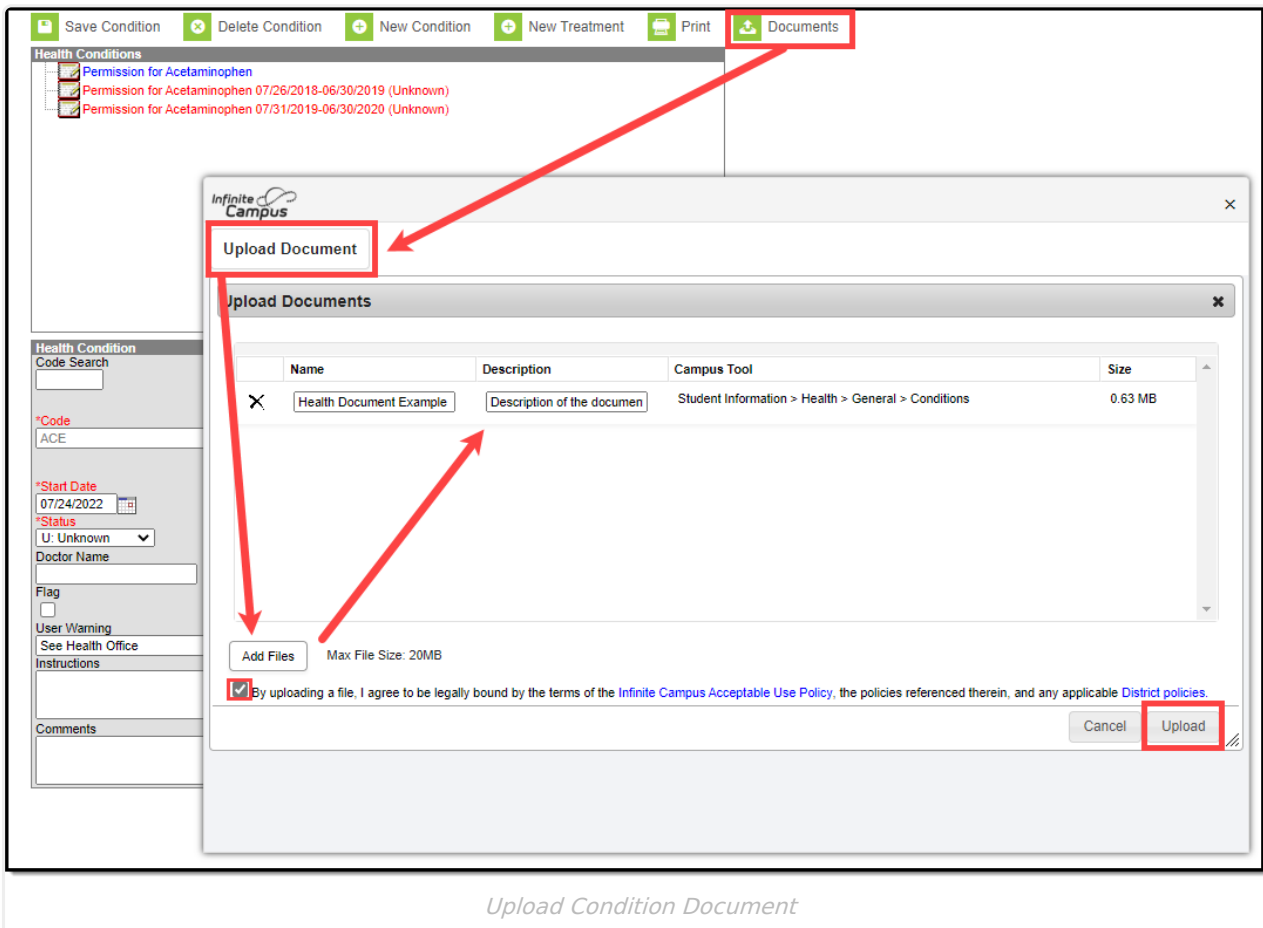 Save Condition Delete Condition New Condition New Treatment Print Documents
Health Conditions
Permission for Acetaminophen
Permission for Acetaminophen 07/26/2018-06/30/2019 (Unknown)
Permission for Acetaminophen 07/31/2019-06/30/2020 (Unknown)
Infinite
Campus
×
Upload Document
Upload Documents
Name Description Campus Tool Size
Health Document Example Description of the documen Student Information > Health > General > Conditions 0.63 MB
Add Files Max File Size: 20MB
By uploading a file, I agree to be legally bound by the terms of the Infinite Campus Acceptable Use Policy, the policies referenced therein, and any applicable District policies.
Cancel Upload
Health Condition
Code Search
*Code
ACE
*Start Date
07/24/2022
*Status
U: Unknown
Doctor Name
Flag
User Warning
See Health Office
Instructions
Comments
Upload Condition Document